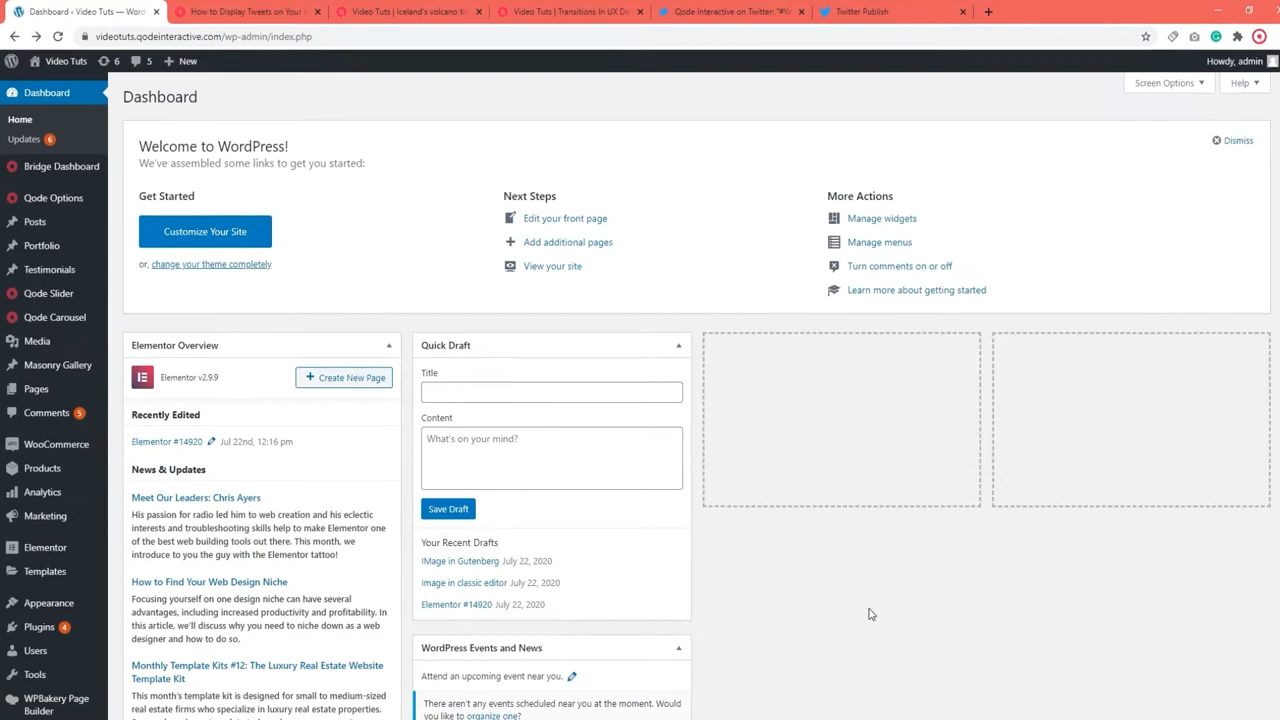 Dashboard ‹ Video Tuts — Wor
How to Display Tweets on Your
Video Tuts | Iceland's volcano ti
Video Tuts | Transitions In UX De
Qode Interactive on Twitter: "#W
Twitter Publish
videotuts.qodeinteractive.com/wp-admin/index.php
Video Tuts
6
5
New
Howdy, admin
Dashboard
Home
Updates 6
Bridge Dashboard
Qode Options
Posts
Portfolio
Testimonials
Qode Slider
Qode Carousel
Media
Masonry Gallery
Pages
Comments 5
WooCommerce
Products
Analytics
Marketing
Elementor
Templates
Appearance
Plugins 4
Users
Tools
WPBakery Page
Builder
Dashboard
Screen Options
Help
Welcome to WordPress!
We've assembled some links to get you started:
Dismiss
Get Started
Customize Your Site
or, change your theme completely
Next Steps
Edit your front page
Add additional pages
View your site
More Actions
Manage widgets
Manage menus
Turn comments on or off
Learn more about getting started
Elementor Overview
Elementor v2.9.9
Create New Page
Recently Edited
Elementor #14920 Jul 22nd, 12:16 pm
News & Updates
Meet Our Leaders: Chris Ayers
His passion for radio led him to web creation and his eclectic
interests and troubleshooting skills help to make Elementor one
of the best web building tools out there. This month, we
introduce to you the guy with the Elementor tattoo!
How to Find Your Web Design Niche
Focusing yourself on one design niche can have several
advantages, including increased productivity and profitability. In
this article, we'll discuss why you need to niche down as a web
designer and how to do so.
Monthly Template Kits #12: The Luxury Real Estate Website
Template Kit
This month's template kit is designed for small to medium-sized
real estate firms who specialize in luxury real estate properties.
Quick Draft
Title
Content
What's on your mind?
Save Draft
Your Recent Drafts
IMage in Gutenberg July 22, 2020
Image in classic editor July 22, 2020
Elementor #14920 July 22, 2020
WordPress Events and News
Attend an upcoming event near you.
There aren't any events scheduled near you at the moment. Would
you like to organize one?